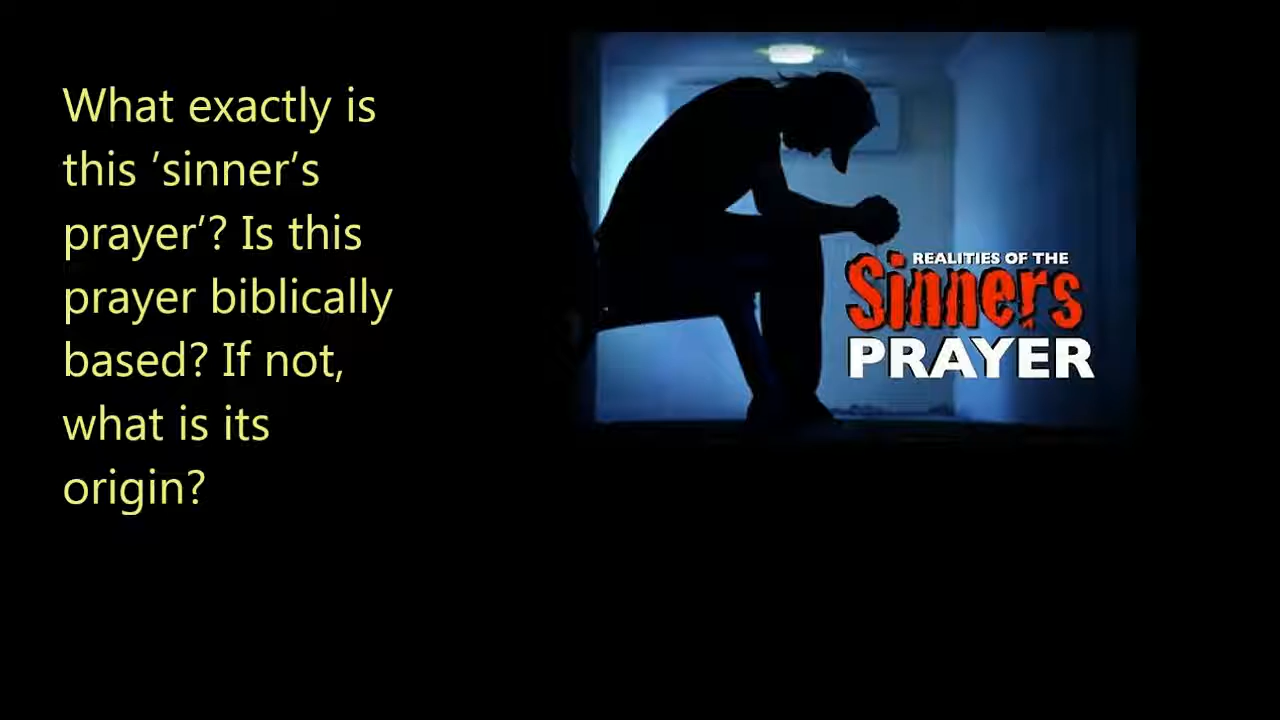 What exactly is
this ’sinner’s
prayer’? Is this
prayer biblically
based? If not,
what is its
origin?
REALITIES OF THE
Sinners
PRAYER